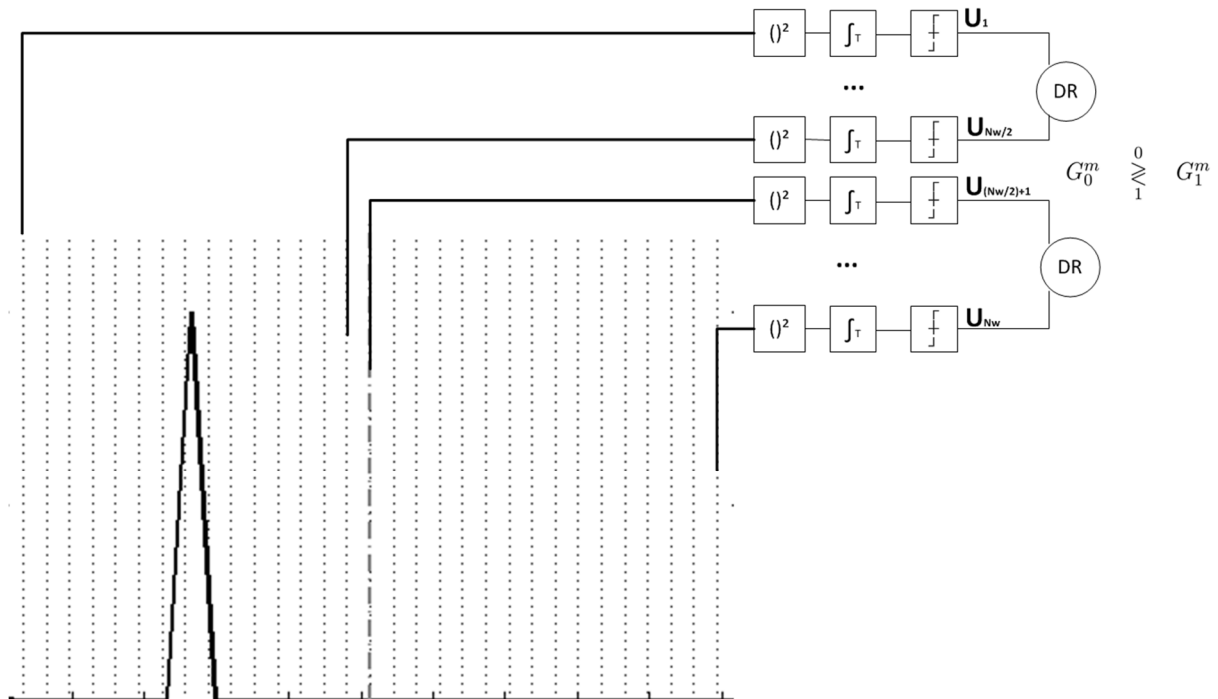 ()² ∫T U1
...
DR
()² ∫T UNw/2
G₀ᵐ ≷ G₁ᵐ
0
1
()² ∫T U(Nw/2)+1
...
DR
()² ∫T UNw